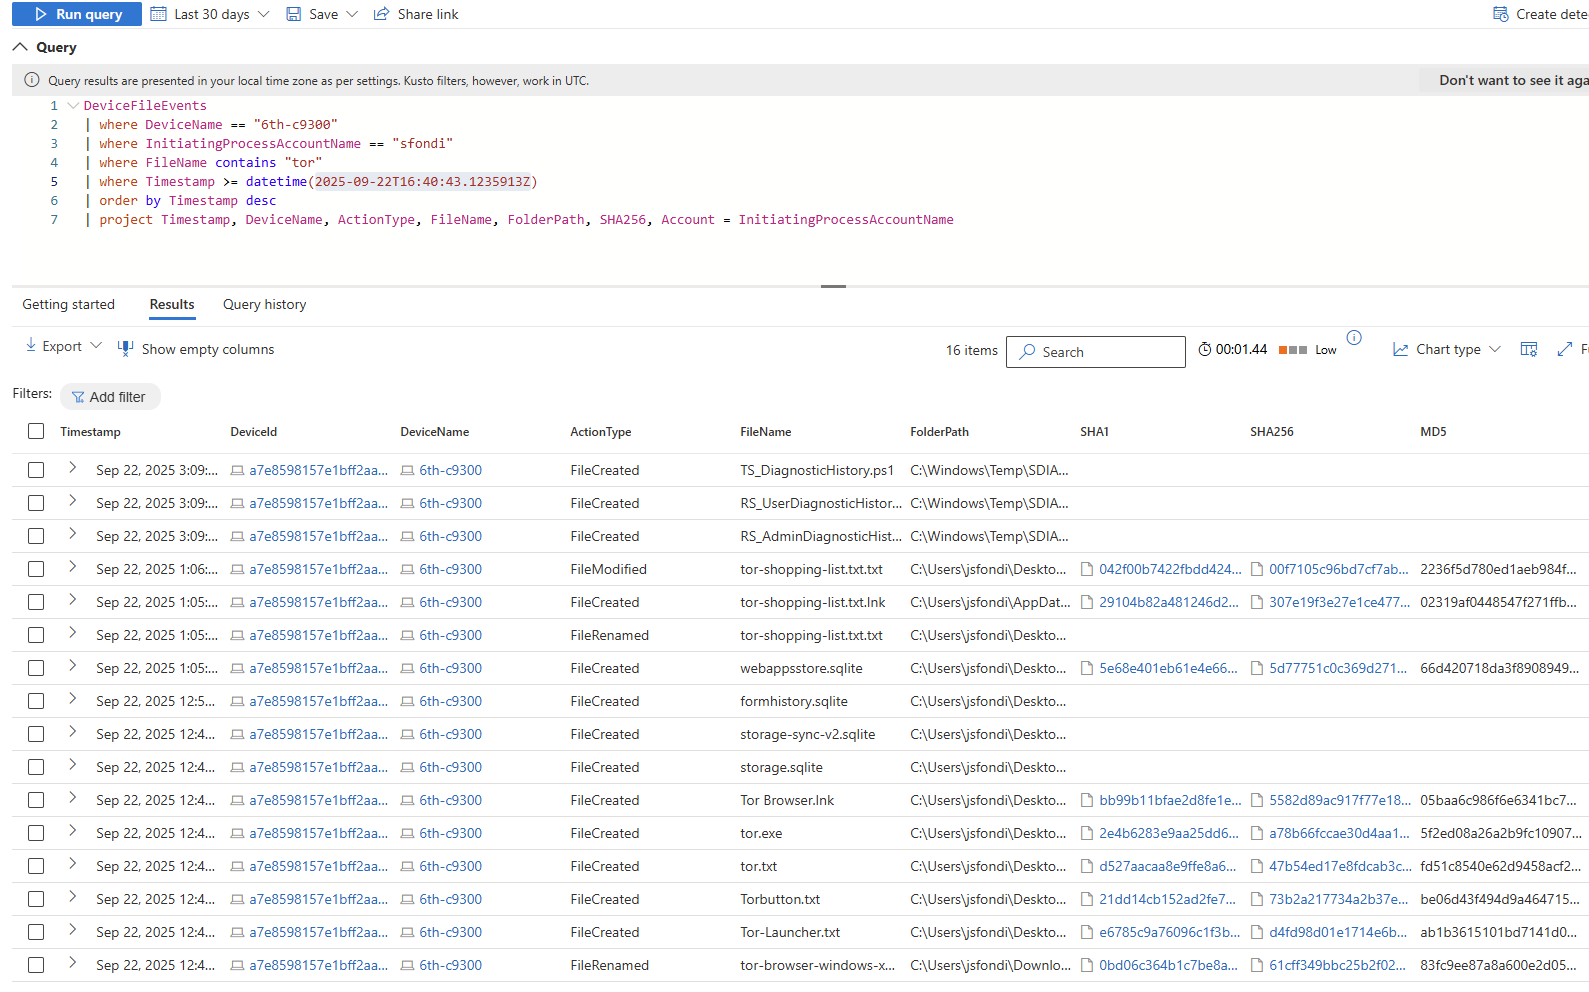 Run query Last 30 days Save Share link Create dete
Query
Query results are presented in your local time zone as per settings. Kusto filters, however, work in UTC. Don't want to see it aga
1 DeviceFileEvents
2 | where DeviceName == "6th-c9300"
3 | where InitiatingProcessAccountName == "sfondi"
4 | where FileName contains "tor"
5 | where Timestamp >= datetime(2025-09-22T16:40:43.1235913Z)
6 | order by Timestamp desc
7 | project Timestamp, DeviceName, ActionType, FileName, FolderPath, SHA256, Account = InitiatingProcessAccountName
Getting started Results Query history
Export Show empty columns 16 items Search 00:01.44 Low Chart type Fu
Filters: Add filter
Timestamp DeviceId DeviceName ActionType FileName FolderPath SHA1 SHA256 MD5
Sep 22, 2025 3:09:... a7e8598157e1bff2aa... 6th-c9300 FileCreated TS_DiagnosticHistory.ps1 C:\Windows\Temp\SDIA...
Sep 22, 2025 3:09:... a7e8598157e1bff2aa... 6th-c9300 FileCreated RS_UserDiagnosticHistor... C:\Windows\Temp\SDIA...
Sep 22, 2025 3:09:... a7e8598157e1bff2aa... 6th-c9300 FileCreated RS_AdminDiagnosticHist... C:\Windows\Temp\SDIA...
Sep 22, 2025 1:06:... a7e8598157e1bff2aa... 6th-c9300 FileModified tor-shopping-list.txt.txt C:\Users\jsfondi\Deskto... 042f00b7422fbdd424... 00f7105c96bd7cf7ab... 2236f5d780ed1aeb984f...
Sep 22, 2025 1:05:... a7e8598157e1bff2aa... 6th-c9300 FileCreated tor-shopping-list.txt.lnk C:\Users\jsfondi\AppDat... 29104b82a481246d2... 307e19f3e27e1ce477... 02319af0448547f271ffb...
Sep 22, 2025 1:05:... a7e8598157e1bff2aa... 6th-c9300 FileRenamed tor-shopping-list.txt.txt C:\Users\jsfondi\Deskto...
Sep 22, 2025 1:05:... a7e8598157e1bff2aa... 6th-c9300 FileCreated webappsstore.sqlite C:\Users\jsfondi\Deskto... 5e68e401eb61e4e66... 5d77751c0c369d271... 66d420718da3f8908949...
Sep 22, 2025 12:5... a7e8598157e1bff2aa... 6th-c9300 FileCreated formhistory.sqlite C:\Users\jsfondi\Deskto...
Sep 22, 2025 12:4... a7e8598157e1bff2aa... 6th-c9300 FileCreated storage-sync-v2.sqlite C:\Users\jsfondi\Deskto...
Sep 22, 2025 12:4... a7e8598157e1bff2aa... 6th-c9300 FileCreated storage.sqlite C:\Users\jsfondi\Deskto...
Sep 22, 2025 12:4... a7e8598157e1bff2aa... 6th-c9300 FileCreated Tor Browser.lnk C:\Users\jsfondi\Deskto... bb99b11bfae2d8fe1e... 5582d89ac917f77e18... 05baa6c986f6e6341bc7...
Sep 22, 2025 12:4... a7e8598157e1bff2aa... 6th-c9300 FileCreated tor.exe C:\Users\jsfondi\Deskto... 2e4b6283e9aa25dd6... a78b66fccae30d4aa1... 5f2ed08a26a2b9fc10907...
Sep 22, 2025 12:4... a7e8598157e1bff2aa... 6th-c9300 FileCreated tor.txt C:\Users\jsfondi\Deskto... d527aacaa8e9ffe8a6... 47b54ed17e8fdcab3c... fd51c8540e62d9458acf2...
Sep 22, 2025 12:4... a7e8598157e1bff2aa... 6th-c9300 FileCreated Torbutton.txt C:\Users\jsfondi\Deskto... 21dd14cb152ad2fe7... 73b2a217734a2b37e... be06d43f494d9a464715...
Sep 22, 2025 12:4... a7e8598157e1bff2aa... 6th-c9300 FileCreated Tor-Launcher.txt C:\Users\jsfondi\Deskto... e6785c9a76096c1f3b... d4fd98d01e1714e6b... ab1b3615101bd7141d0...
Sep 22, 2025 12:4... a7e8598157e1bff2aa... 6th-c9300 FileRenamed tor-browser-windows-x... C:\Users\jsfondi\Downlo... 0bd06c364b1c7be8a... 61cff349bbc25b2f02... 83fc9ee87a8a600e2d05...